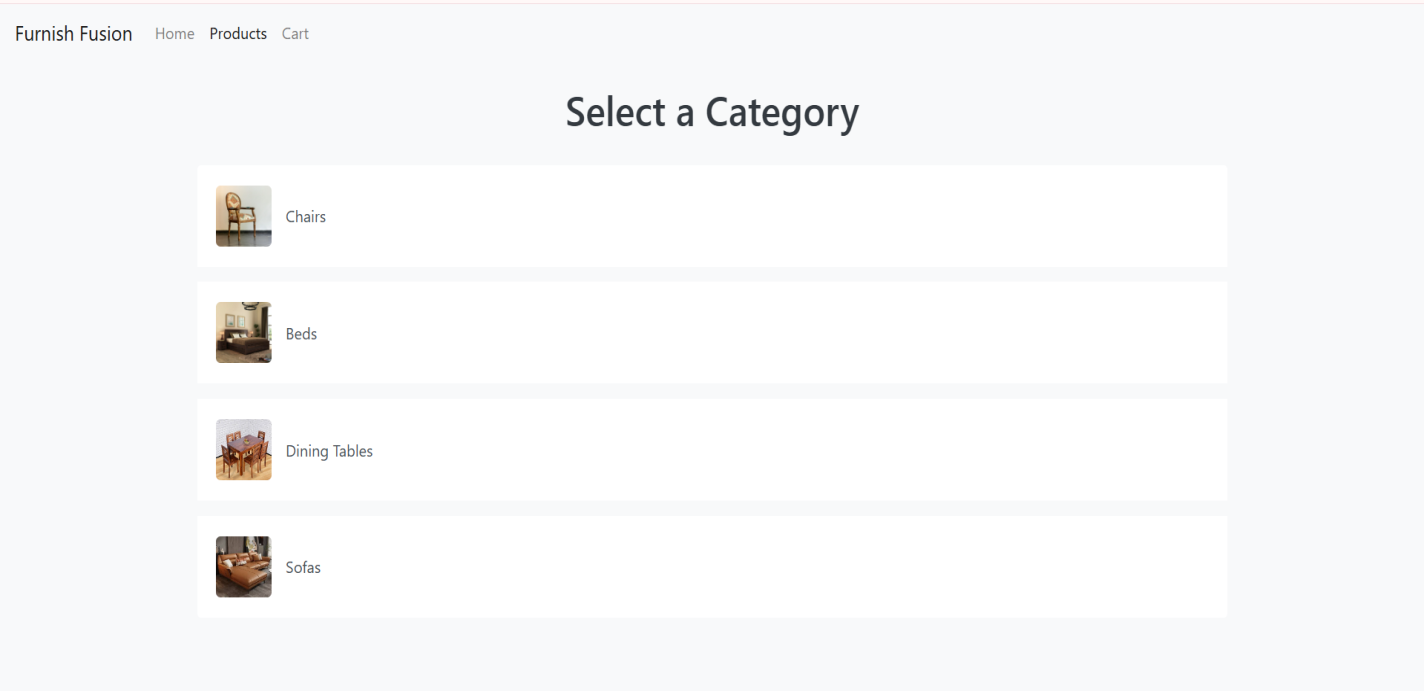 Furnish Fusion Home Products Cart
Select a Category
Chairs
Beds
Dining Tables
Sofas